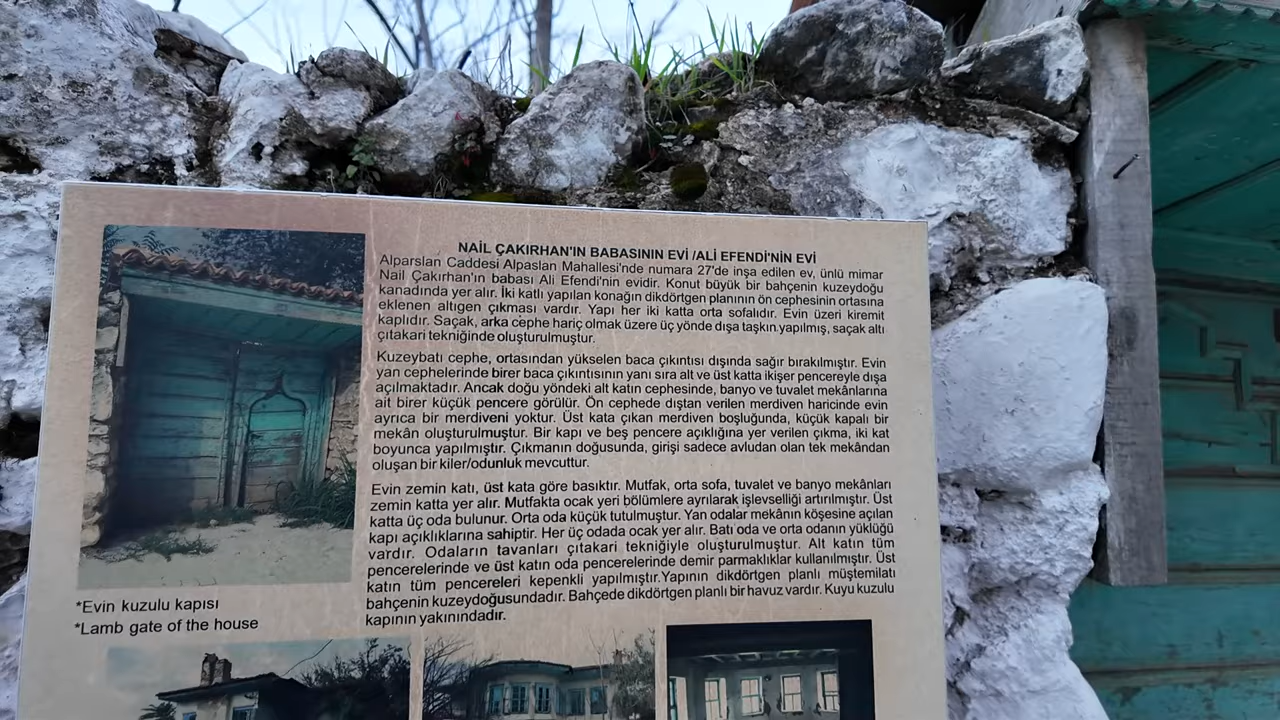 NAİL ÇAKIRHAN'IN BABASININ EVİ /ALİ EFENDİ'NİN EVİ
Alparslan Caddesi Alpaslan Mahallesi'nde numara 27'de inşa edilen ev, ünlü mimar
Nail Çakırhan'ın babası Ali Efendi'nin evidir. Konut büyük bir bahçenin kuzeydoğu
kanadında yer alır. İki katlı yapılan konağın dikdörtgen planının ön cephesinin ortasına
eklenen altıgen çıkması vardır. Yapı her iki katta orta sofalıdır. Evin üzeri kiremit
kaplıdır. Saçak, arka cephe hariç olmak üzere üç yönde dışa taşkın yapılmış, saçak altı
çıtakari tekniğinde oluşturulmuştur.
Kuzeybatı cephe, ortasından yükselen baca çıkıntısı dışında sağır bırakılmıştır. Evin
yan cephelerinde birer baca çıkıntısının yanı sıra alt ve üst katta ikişer pencereyle dışa
açılmaktadır. Ancak doğu yöndeki alt katın cephesinde, banyo ve tuvalet mekânlarına
ait birer küçük pencere görülür. Ön cephede dıştan verilen merdiven haricinde evin
ayrıca bir merdiveni yoktur. Üst kata çıkan merdiven boşluğunda, küçük kapalı bir
mekân oluşturulmuştur. Bir kapı ve beş pencere açıklığına yer verilen çıkma, iki kat
boyunca yapılmıştır. Çıkmanın doğusunda, girişi sadece avludan olan tek mekândan
oluşan bir kiler/odunluk mevcuttur.
Evin zemin katı, üst kata göre basıktır. Mutfak, orta sofa, tuvalet ve banyo mekânları
zemin katta yer alır. Mutfakta ocak yeri bölümlere ayrılarak işlevselliği artırılmıştır. Üst
katta üç oda bulunur. Orta oda küçük tutulmuştur. Yan odalar mekânın köşesine açılan
kapı açıklıklarına sahiptir. Her üç odada ocak yer alır. Batı oda ve orta odanın yüklüğü
vardır. Odaların tavanları çıtakari tekniğiyle oluşturulmuştur. Alt katın tüm
pencerelerinde ve üst katın oda pencerelerinde demir parmaklıklar kullanılmıştır. Üst
katın tüm pencereleri kepenkli yapılmıştır.Yapının dikdörtgen planlı müştemilatı
bahçenin kuzeydoğusundadır. Bahçede dikdörtgen planlı bir havuz vardır. Kuyu kuzulu
kapının yakınındadır.
*Evin kuzulu kapısı
*Lamb gate of the house